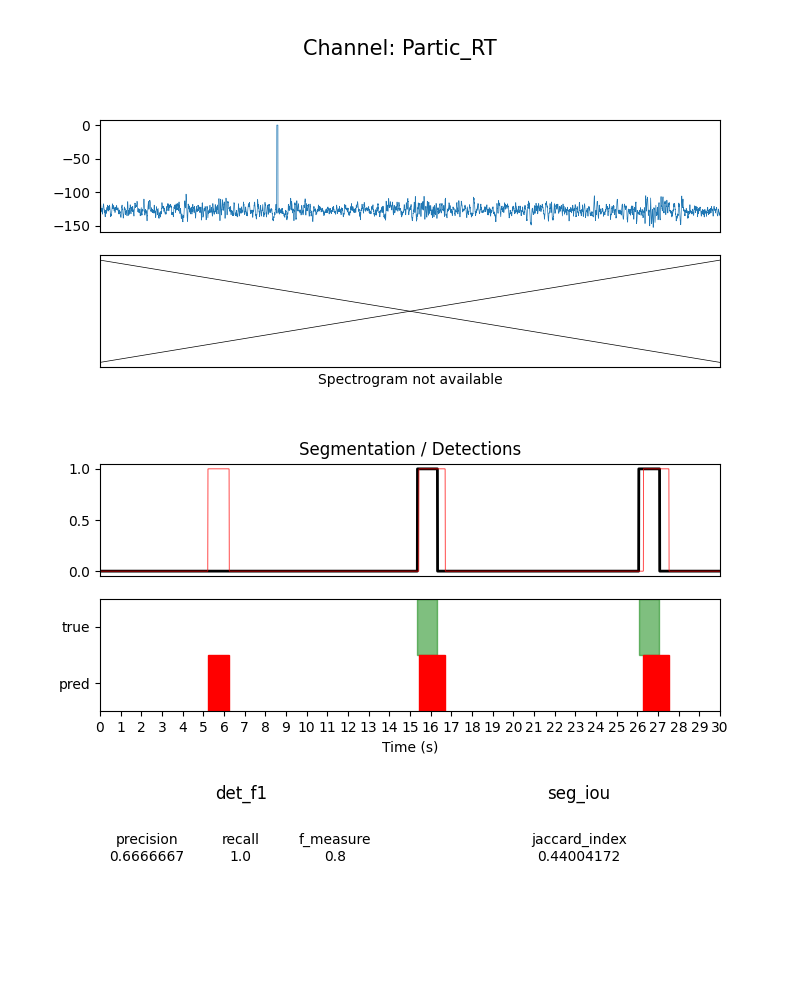 Channel: Partic_RT
0
−50
−100
−150
Spectrogram not available
Segmentation / Detections
1.0
0.5
0.0
true
pred
0 1 2 3 4 5 6 7 8 9 10 11 12 13 14 15 16 17 18 19 20 21 22 23 24 25 26 27 28 29 30
Time (s)
det_f1 seg_iou
precision recall f_measure jaccard_index
0.6666667 1.0 0.8 0.44004172